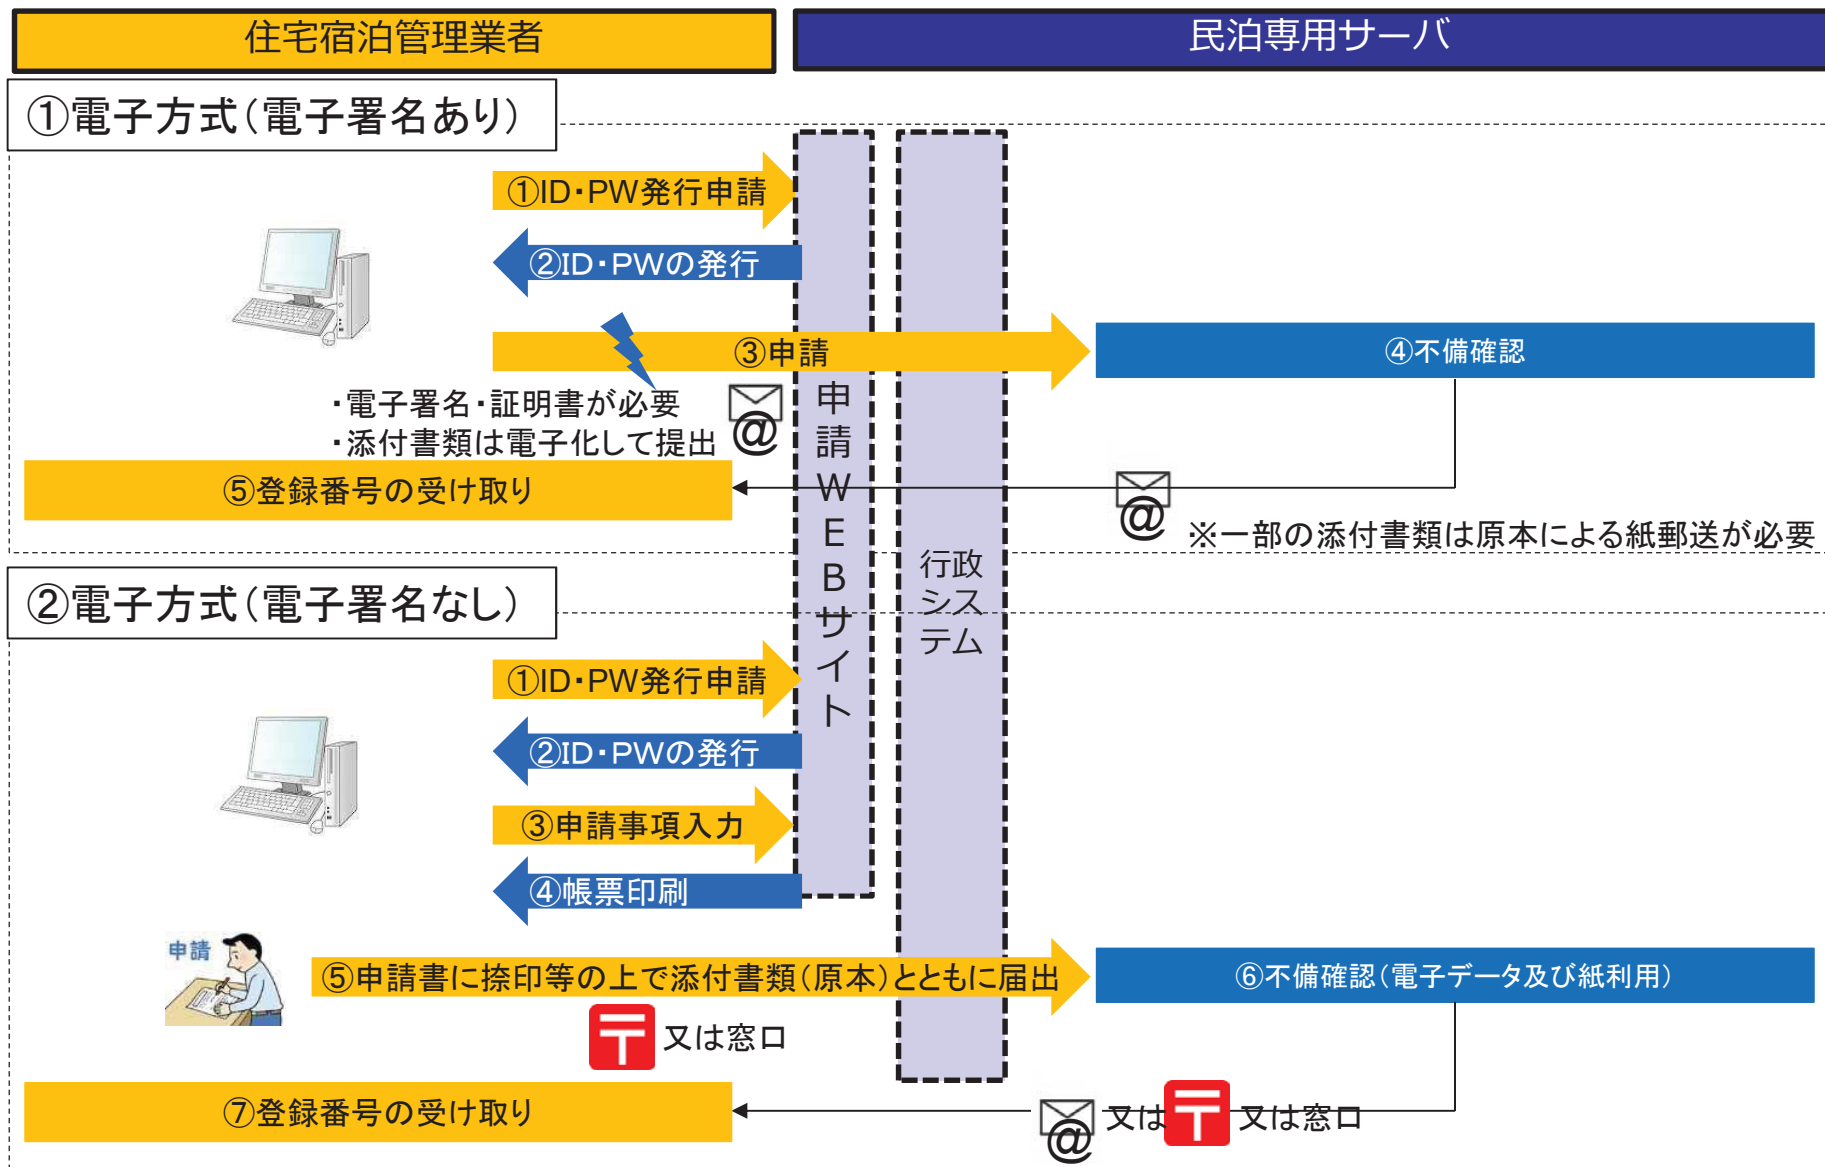 住宅宿泊管理業者
民泊専用サーバ
①電子方式(電子署名あり)
①ID・PW発行申請
②ID・PWの発行
③申請
④不備確認
・電子署名・証明書が必要
・添付書類は電子化して提出
@
⑤登録番号の受け取り
@
※一部の添付書類は原本による紙郵送が必要
申請WEBサイト
行政
シス
テム
②電子方式(電子署名なし)
①ID・PW発行申請
②ID・PWの発行
③申請事項入力
④帳票印刷
申請
⑤申請書に捺印等の上で添付書類(原本)とともに届出
⑥不備確認(電子データ及び紙利用)
〒又は窓口
⑦登録番号の受け取り
@又は〒又は窓口